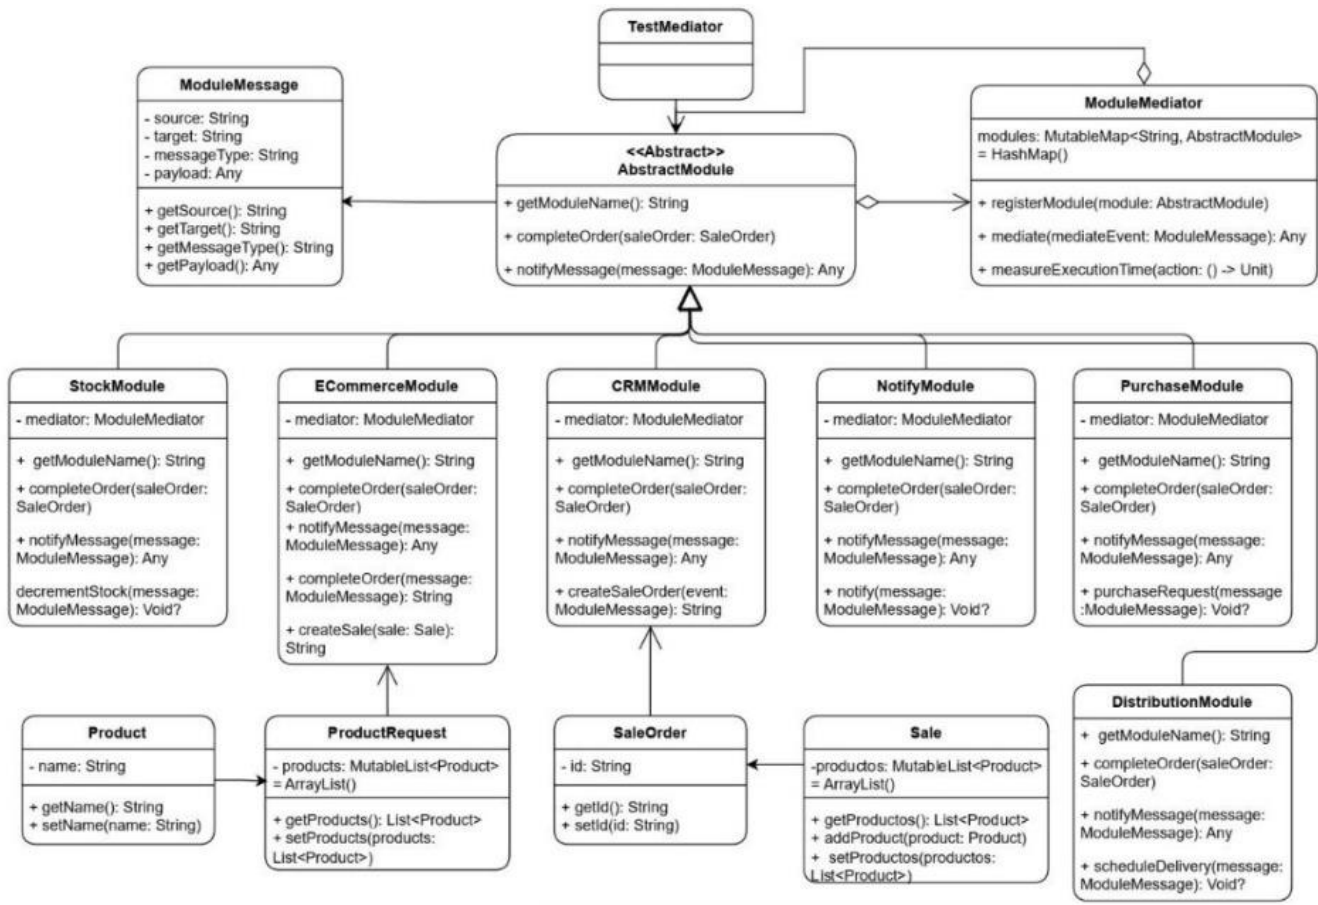 TestMediator
ModuleMessage
- source: String
- target: String
- messageType: String
- payload: Any
+ getSource(): String
+ getTarget(): String
+ getMessageType(): String
+ getPayload(): Any
<<Abstract>>
AbstractModule
+ getModuleName(): String
+ completeOrder(saleOrder: SaleOrder)
+ notifyMessage(message: ModuleMessage): Any
ModuleMediator
modules: MutableMap<String, AbstractModule>
= HashMap()
+ registerModule(module: AbstractModule)
+ mediate(mediateEvent: ModuleMessage): Any
+ measureExecutionTime(action: () -> Unit)
StockModule
- mediator: ModuleMediator
+ getModuleName(): String
+ completeOrder(saleOrder:
SaleOrder)
+ notifyMessage(message:
ModuleMessage): Any
decrementStock(message:
ModuleMessage): Void?
ECommerceModule
- mediator: ModuleMediator
+ getModuleName(): String
+ completeOrder(saleOrder:
SaleOrder)
+ notifyMessage(message:
ModuleMessage): Any
+ completeOrder(message:
ModuleMessage): String
+ createSale(sale: Sale):
String
CRMModule
- mediator: ModuleMediator
+ getModuleName(): String
+ completeOrder(saleOrder:
SaleOrder)
+ notifyMessage(message:
ModuleMessage): Any
+ createSaleOrder(event:
ModuleMessage): String
NotifyModule
- mediator: ModuleMediator
+ getModuleName(): String
+ completeOrder(saleOrder:
SaleOrder)
+ notifyMessage(message:
ModuleMessage): Any
+ notify(message:
ModuleMessage): Void?
PurchaseModule
- mediator: ModuleMediator
+ getModuleName(): String
+ completeOrder(saleOrder:
SaleOrder)
+ notifyMessage(message:
ModuleMessage): Any
+ purchaseRequest(message
:ModuleMessage): Void?
Product
- name: String
+ getName(): String
+ setName(name: String)
ProductRequest
- products: MutableList<Product>
= ArrayList()
+ getProducts(): List<Product>
+ setProducts(products:
List<Product>)
SaleOrder
- id: String
+ getId(): String
+ setId(id: String)
Sale
-productos: MutableList<Product>
= ArrayList()
+ getProductos(): List<Product>
+ addProduct(product: Product)
+ setProductos(productos:
List<Product>)
DistributionModule
+ getModuleName(): String
+ completeOrder(saleOrder:
SaleOrder)
+ notifyMessage(message:
ModuleMessage): Any
+ scheduleDelivery(message:
ModuleMessage): Void?